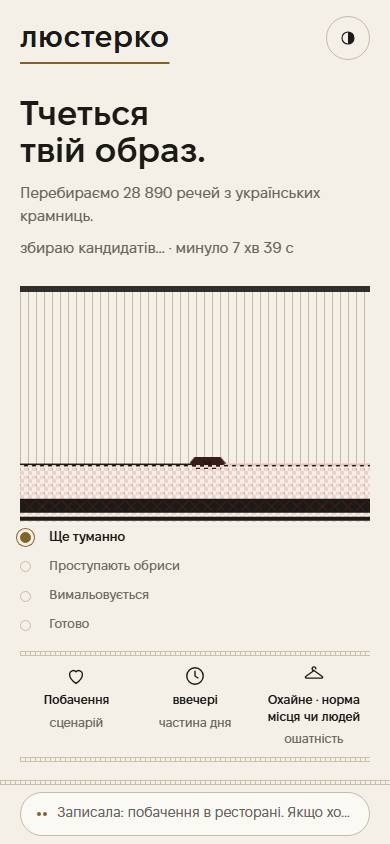 люстерко
Тчеться
твій образ.
Перебираємо 28 890 речей з українських
крамниць.
збираю кандидатів... · минуло 7 хв 39 с
Ще туманно
Проступають обриси
Вимальовується
Готово
Побачення
сценарій
ввечері
частина дня
Охайне · норма
місця чи людей
ошатність
Записала: побачення в ресторані. Якщо хо...